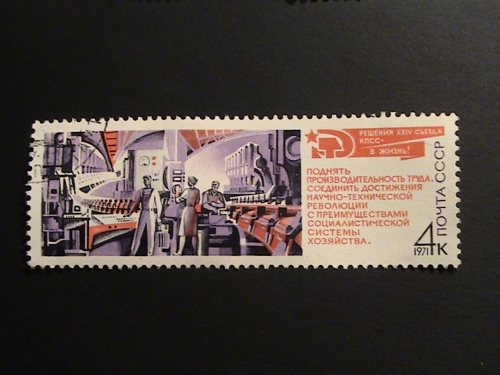 РЕШЕНИЯ XXIV СЪЕЗДА
КПСС-
В ЖИЗНЬ!
ПОДНЯТЬ
ПРОИЗВОДИТЕЛЬНОСТЬ ТРУДА.
СОЕДИНИТЬ ДОСТИЖЕНИЯ
НАУЧНО-ТЕХНИЧЕСКОЙ
РЕВОЛЮЦИИ
С ПРЕИМУЩЕСТВАМИ
СОЦИАЛИСТИЧЕСКОЙ
СИСТЕМЫ
ХОЗЯЙСТВА.
ПОЧТА СССР
4К
1971